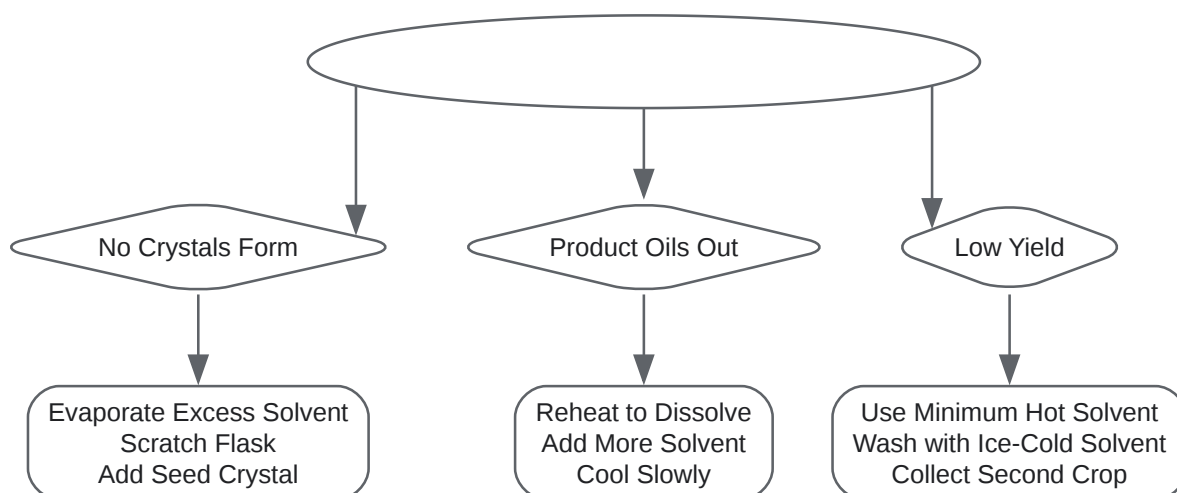 No Crystals Form
Product Oils Out
Low Yield
Evaporate Excess Solvent
Scratch Flask
Add Seed Crystal
Reheat to Dissolve
Add More Solvent
Cool Slowly
Use Minimum Hot Solvent
Wash with Ice-Cold Solvent
Collect Second Crop